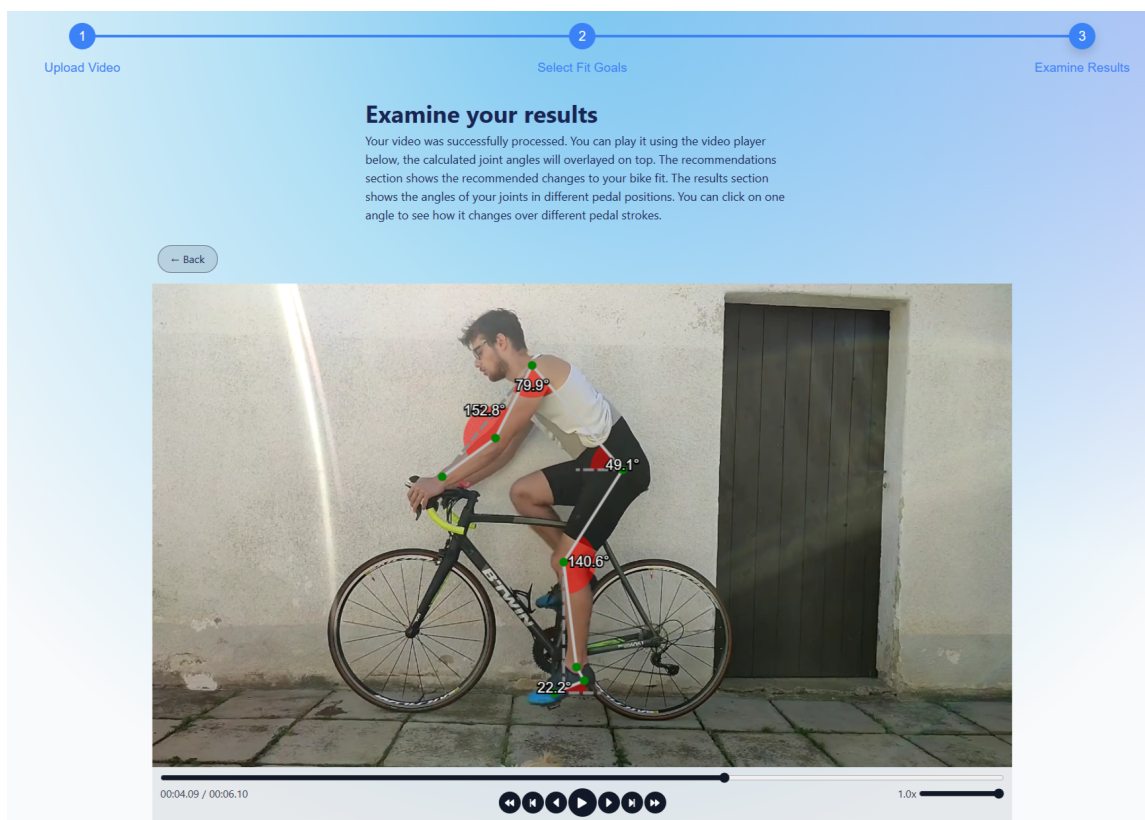 1
2
3
Upload Video
Select Fit Goals
Examine Results
Examine your results
Your video was successfully processed. You can play it using the video player
below, the calculated joint angles will overlayed on top. The recommendations
section shows the recommended changes to your bike fit. The results section
shows the angles of your joints in different pedal positions. You can click on one
angle to see how it changes over different pedal strokes.
← Back
79.9°
152.8°
49.1°
140.6°
B'TWIN
22.2°
00:04.09 / 00:06.10
1.0x